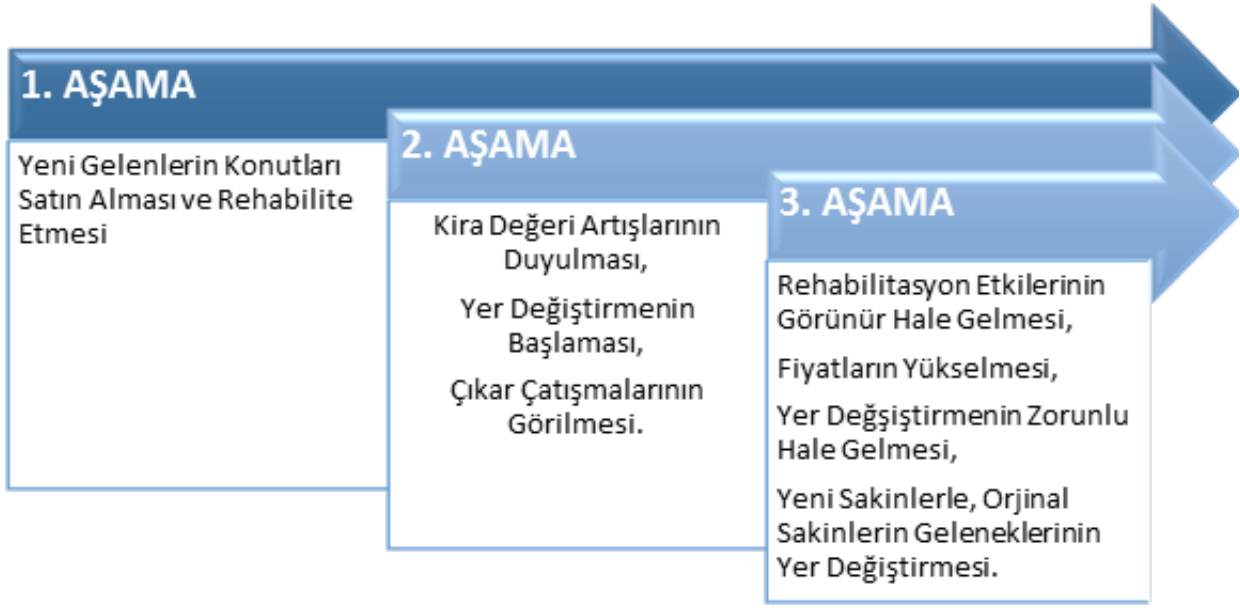 1. AŞAMA
Yeni Gelenlerin Konutları
Satın Alması ve Rehabilite
Etmesi
2. AŞAMA
Kira Değeri Artışlarının
Duyulması,
Yer Değiştirmenin
Başlaması,
Çıkar Çatışmalarının
Görilmesi.
3. AŞAMA
Rehabilitasyon Etkilerinin
Görünür Hale Gelmesi,
Fiyatların Yükselmesi,
Yer Değşiştirmenin Zorunlu
Hale Gelmesi,
Yeni Sakinlerle, Orjinal
Sakinlerin Geleneklerinin
Yer Değiştirmesi.